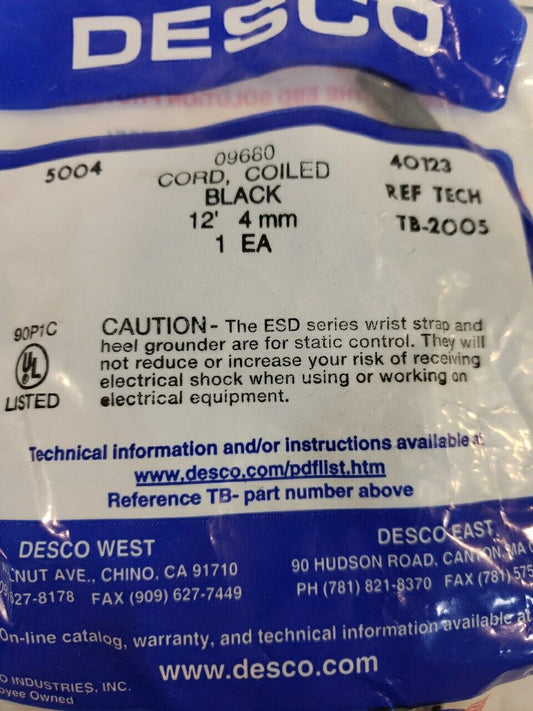 DESCO
5004
09680
CORD, COILED
BLACK
12' 4 mm
1 EA
40123
REF TECH
TB-2005
90P1C
UL
LISTED
CAUTION- The ESD series wrist strap and
heel grounder are for static control. They will
not reduce or increase your risk of receiving
electrical shock when using or working on
electrical equipment.
Technical information and/or instructions available at
www.desco.com/pdflist.htm
Reference TB- part number above
DESCO WEST
AVE., CHINO, CA 91710
627-8178 FAX (909) 627-7449
DESCO EAST
90 HUDSON ROAD, CANTON, MA
PH (781) 821-8370 FAX (781) 575
On-line catalog, warranty, and technical information available at
www.desco.com
INDUSTRIES, INC.
Owned